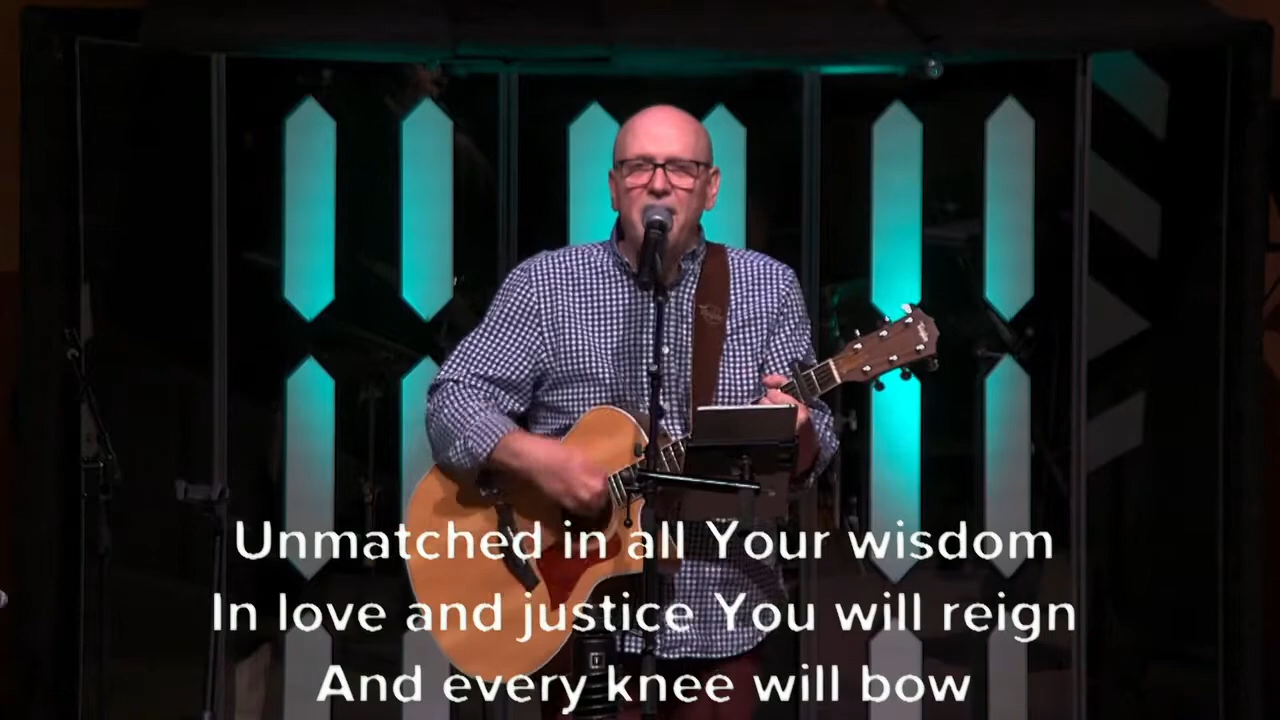 Unmatched in all Your wisdom
In love and justice You will reign
And every knee will bow